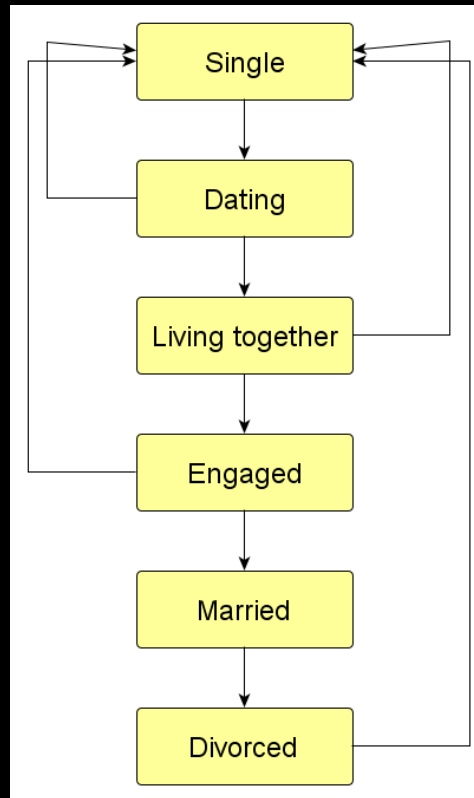 Single
Dating
Living together
Engaged
Married
Divorced